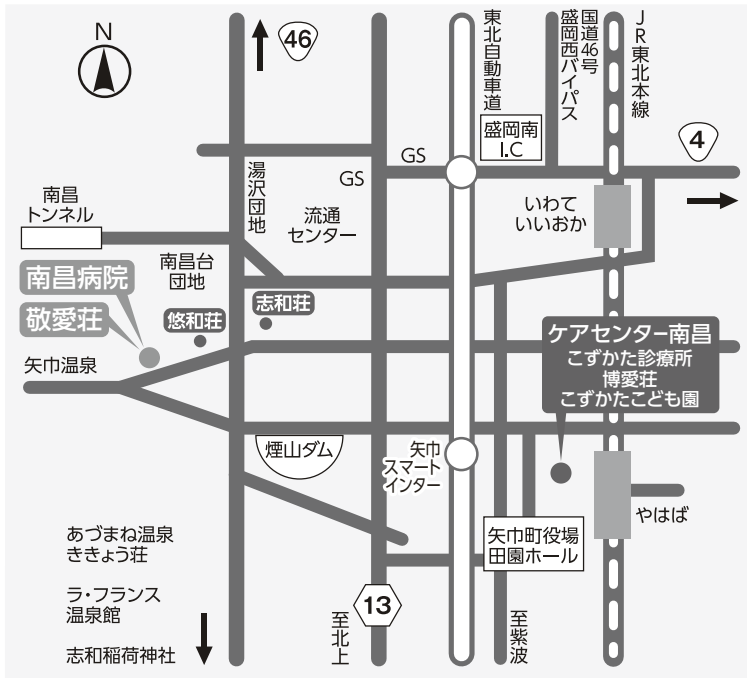 N
46
東北自動車道
国道46号
盛岡西バイパス
JR東北本線
盛岡南
I.C
4
GS
GS
湯沢団地
流通
センター
いわて
いいおか
南昌
トンネル
南昌台
団地
南昌病院
敬愛荘
悠和荘
志和荘
矢巾温泉
ケアセンター南昌
こずかた診療所
博愛荘
こずかたこども園
煙山ダム
矢巾
スマート
インター
やはば
矢巾町役場
田園ホール
あづまね温泉
ききょう荘
ラ・フランス
温泉館
志和稲荷神社
13
至北上
至紫波